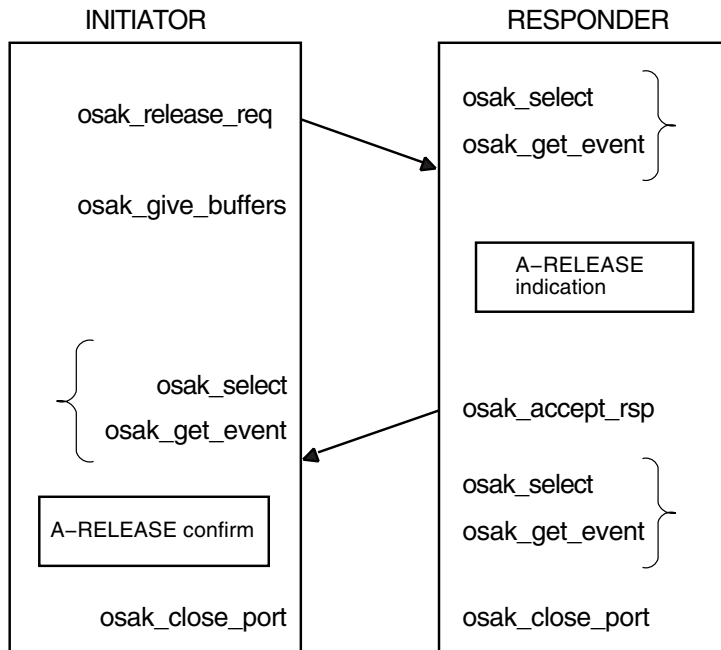 INITIATOR
osak_release_req
osak_give_buffers
osak_select
osak_get_event
A−RELEASE confirm
osak_close_port
RESPONDER
osak_select
osak_get_event
A−RELEASE
indication
osak_accept_rsp
osak_select
osak_get_event
osak_close_port